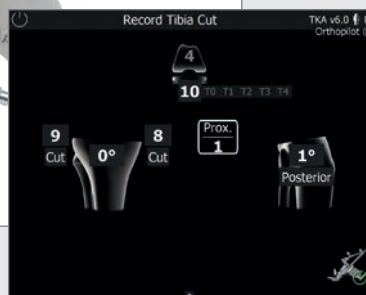 Record Tibia Cut
TKA v6.0
Orthopilot
4
10 T0 T1 T2 T3 T4
9
Cut
0°
8
Cut
Prox.
1
1°
Posterior